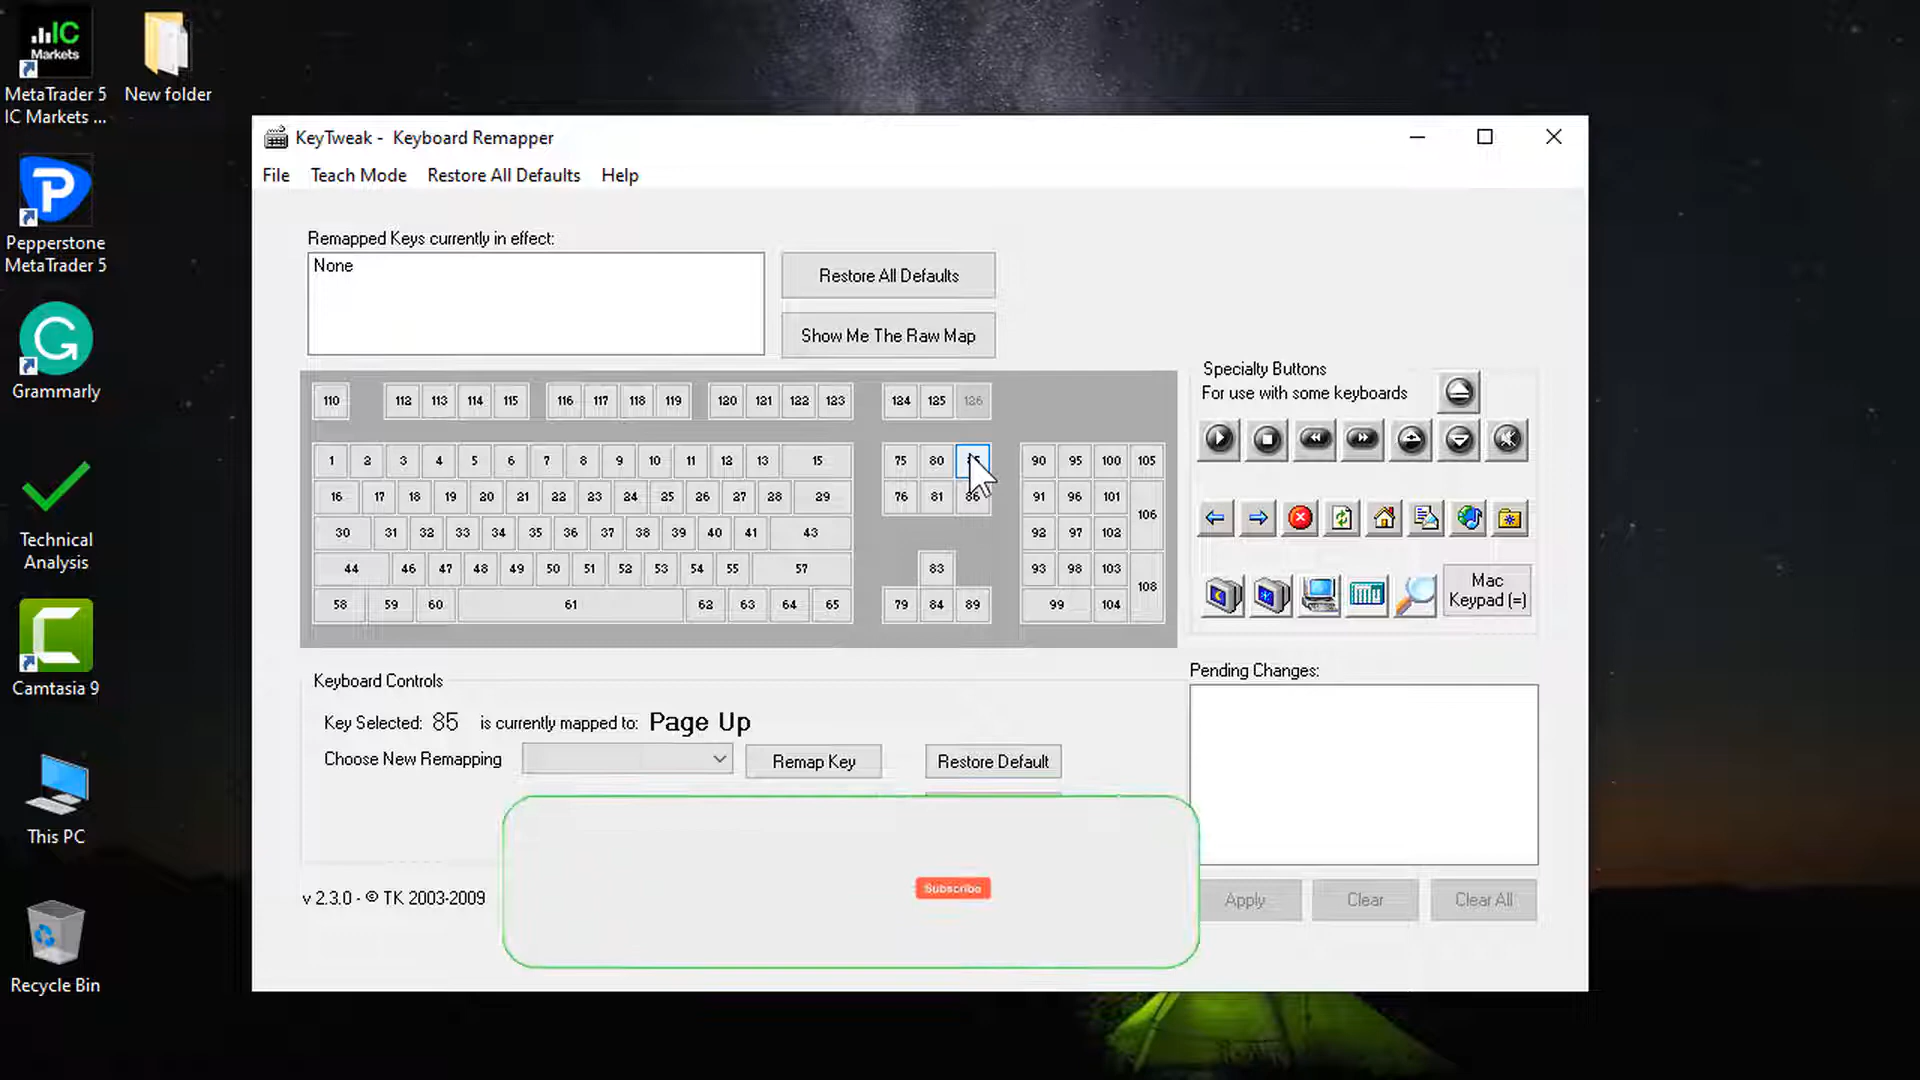 IC
Markets
MetaTrader 5
IC Markets ...
New folder
Pepperstone
MetaTrader 5
Grammarly
Technical
Analysis
Camtasia 9
This PC
Recycle Bin
KeyTweak - Keyboard Remapper
File Teach Mode Restore All Defaults Help
Remapped Keys currently in effect:
None
Restore All Defaults
Show Me The Raw Map
110 112 113 114 115 116 117 118 119 120 121 122 123 124 125 126
1 2 3 4 5 6 7 8 9 10 11 12 13 15 75 80 90 95 100 105
16 17 18 19 20 21 22 23 24 25 26 27 28 29 76 81 86 91 96 101 106
30 31 32 33 34 35 36 37 38 39 40 41 43 92 97 102
44 46 47 48 49 50 51 52 53 54 55 57 83 93 98 103 108
58 59 60 61 62 63 64 65 79 84 89 99 104
Specialty Buttons
For use with some keyboards
Mac
Keypad (=)
Keyboard Controls
Key Selected: 85 is currently mapped to: Page Up
Choose New Remapping Remap Key Restore Default
Pending Changes:
Subscribe
v 2.3.0 - © TK 2003-2009
Apply Clear Clear All